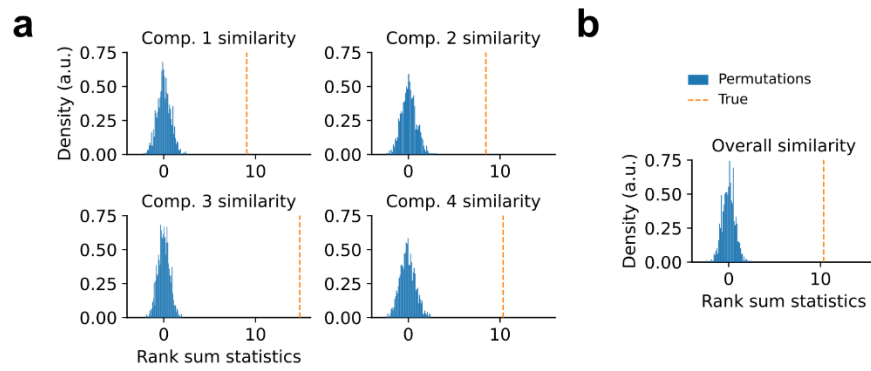 a
Comp. 1 similarity
Density (a.u.)
0.75
0.50
0.25
0.00
0
10
Comp. 2 similarity
0.75
0.50
0.25
0.00
0
10
Comp. 3 similarity
0.75
0.50
0.25
0.00
0
10
Rank sum statistics
Comp. 4 similarity
0.75
0.50
0.25
0.00
0
10
b
Permutations
True
Overall similarity
Density (a.u.)
0.75
0.50
0.25
0.00
0
10
Rank sum statistics